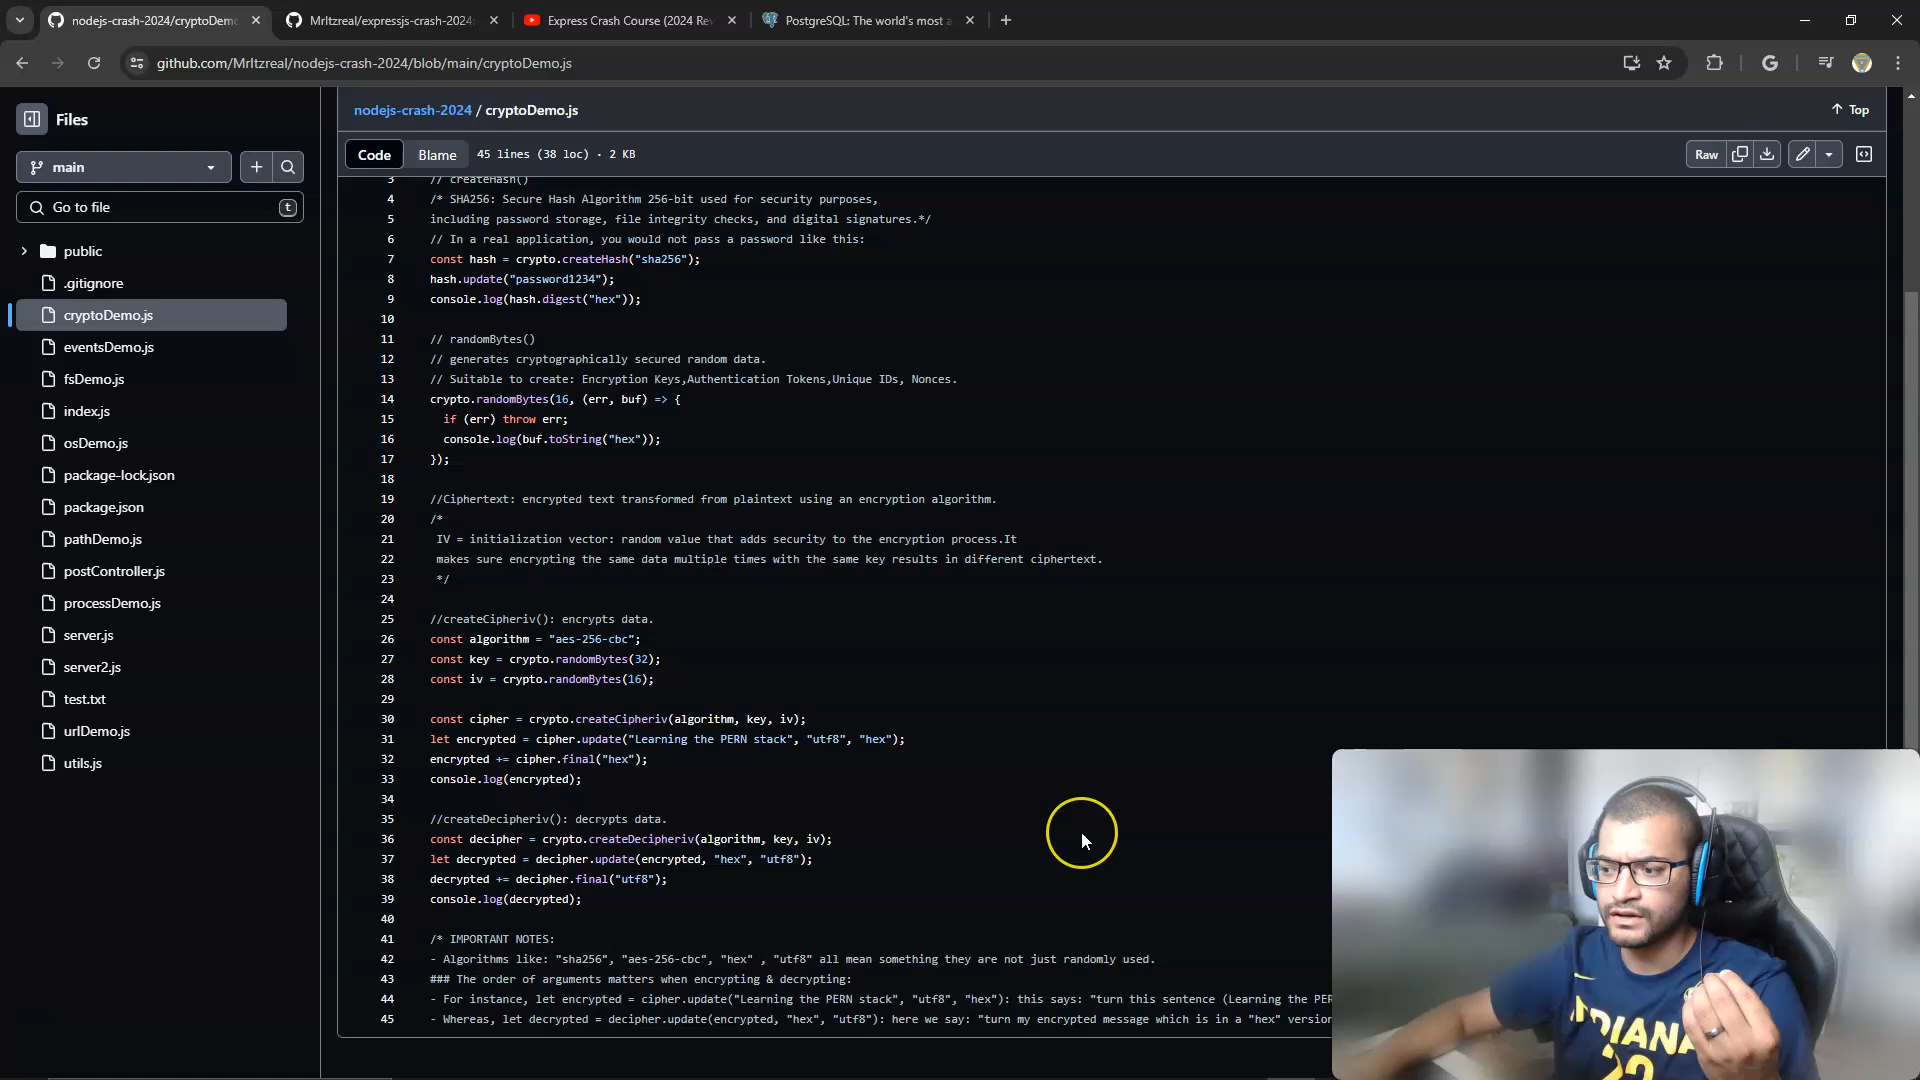 nodejs-crash-2024/cryptoDemo
MrItzreal/expressjs-crash-2024
Express Crash Course (2024 Rev
PostgreSQL: The world's most a
github.com/MrItzreal/nodejs-crash-2024/blob/main/cryptoDemo.js
Files
main
Go to file
t
public
.gitignore
cryptoDemo.js
eventsDemo.js
fsDemo.js
index.js
osDemo.js
package-lock.json
package.json
pathDemo.js
postController.js
processDemo.js
server.js
server2.js
test.txt
urlDemo.js
utils.js
nodejs-crash-2024 / cryptoDemo.js
Top
Code
Blame
45 lines (38 loc) · 2 KB
Raw
3 // createHash()
4 /* SHA256: Secure Hash Algorithm 256-bit used for security purposes,
5 including password storage, file integrity checks, and digital signatures.*/
6 // In a real application, you would not pass a password like this:
7 const hash = crypto.createHash("sha256");
8 hash.update("password1234");
9 console.log(hash.digest("hex"));
10
11 // randomBytes()
12 // generates cryptographically secured random data.
13 // Suitable to create: Encryption Keys,Authentication Tokens,Unique IDs, Nonces.
14 crypto.randomBytes(16, (err, buf) => {
15 if (err) throw err;
16 console.log(buf.toString("hex"));
17 });
18
19 //Ciphertext: encrypted text transformed from plaintext using an encryption algorithm.
20 /*
21 IV = initialization vector: random value that adds security to the encryption process.It
22 makes sure encrypting the same data multiple times with the same key results in different ciphertext.
23 */
24
25 //createCipheriv(): encrypts data.
26 const algorithm = "aes-256-cbc";
27 const key = crypto.randomBytes(32);
28 const iv = crypto.randomBytes(16);
29
30 const cipher = crypto.createCipheriv(algorithm, key, iv);
31 let encrypted = cipher.update("Learning the PERN stack", "utf8", "hex");
32 encrypted += cipher.final("hex");
33 console.log(encrypted);
34
35 //createDecipheriv(): decrypts data.
36 const decipher = crypto.createDecipheriv(algorithm, key, iv);
37 let decrypted = decipher.update(encrypted, "hex", "utf8");
38 decrypted += decipher.final("utf8");
39 console.log(decrypted);
40
41 /* IMPORTANT NOTES:
42 - Algorithms like: "sha256", "aes-256-cbc", "hex" , "utf8" all mean something they are not just randomly used.
43 ### The order of arguments matters when encrypting & decrypting:
44 - For instance, let encrypted = cipher.update("Learning the PERN stack", "utf8", "hex"): this says: "turn this sentence (Learning the PER
45 - Whereas, let decrypted = decipher.update(encrypted, "hex", "utf8"): here we say: "turn my encrypted message which is in a "hex" version